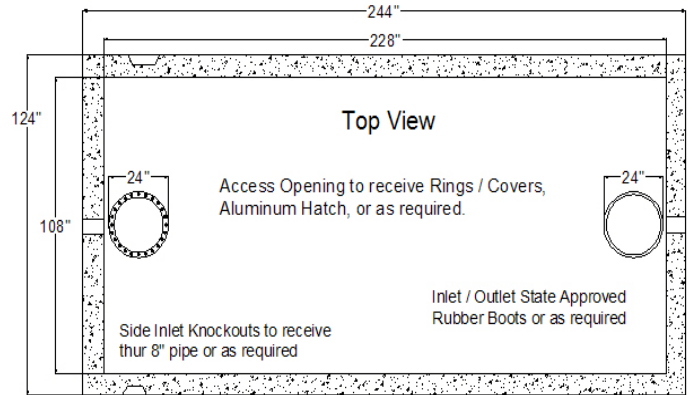 244"
228"
Top View
124"
24"
24"
Access Opening to receive Rings / Covers,
Aluminum Hatch, or as required.
108"
Inlet / Outlet State Approved
Rubber Boots or as required
Side Inlet Knockouts to receive
thur 8" pipe or as required